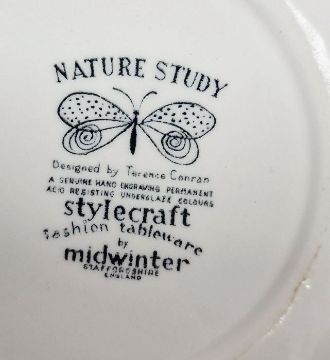 NATURE STUDY
Designed by Terence Conran
A GENUINE HAND ENGRAVING PERMANENT
ACID RESISTING UNDERGLAZE COLOURS
stylecraft
fashion tableware
by
midwinter
STAFFORDSHIRE
ENGLAND